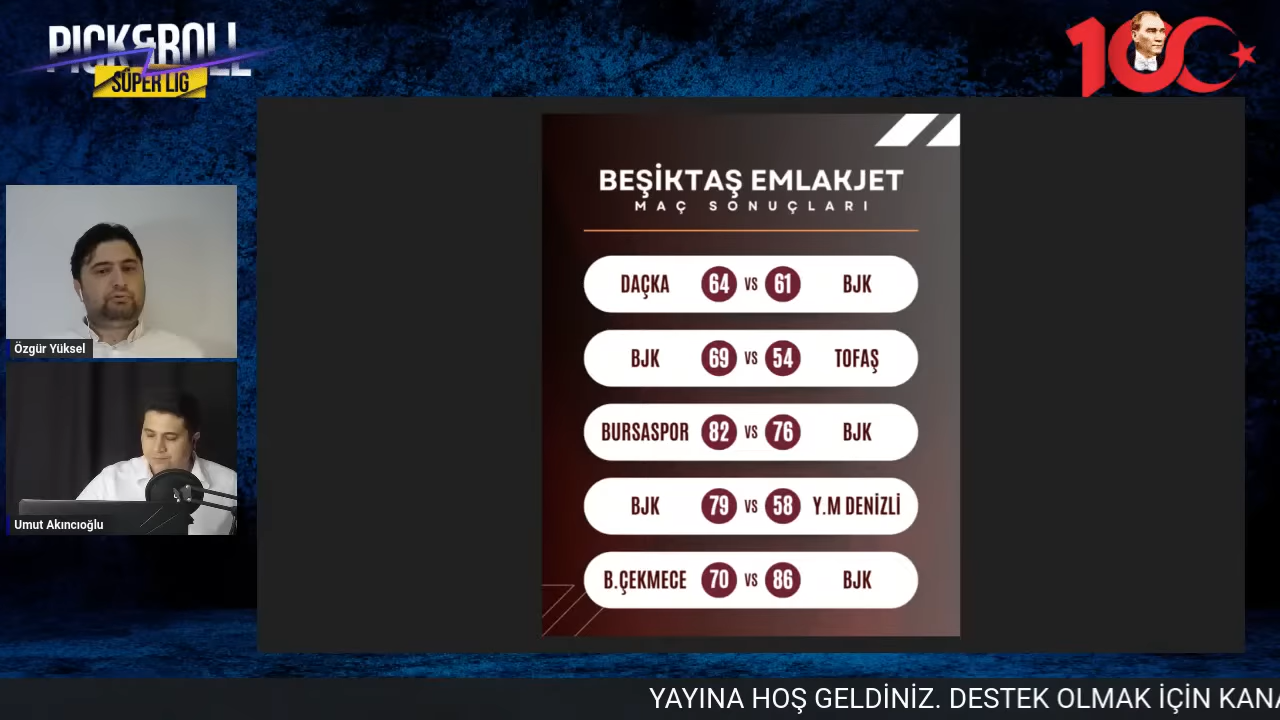 PICK&ROLL
SÜPER LIG
100
BEŞİKTAŞ EMLAKJET
MAÇ SONUÇLARI
DAÇKA 64 VS 61 BJK
BJK 69 VS 54 TOFAŞ
BURSASPOR 82 VS 76 BJK
BJK 79 VS 58 Y.M DENİZLİ
B.ÇEKMECE 70 VS 86 BJK
Özgür Yüksel
Umut Akıncıoğlu
YAYINA HOŞ GELDİNİZ. DESTEK OLMAK İÇİN KANA